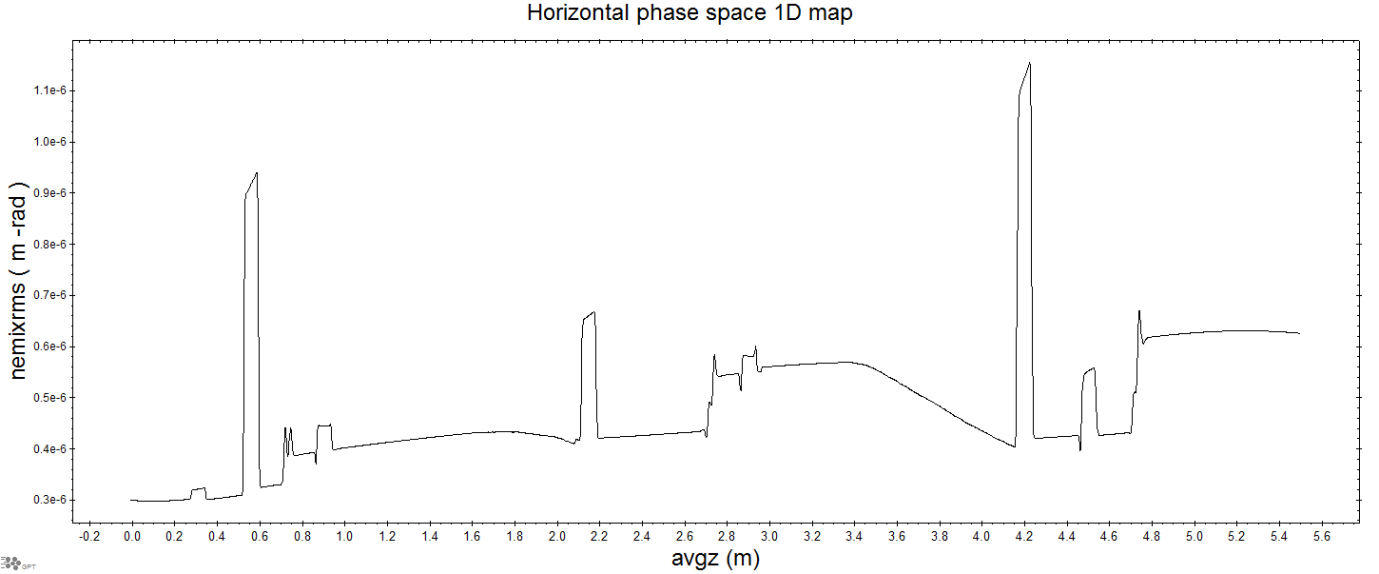 Horizontal phase space 1D map
nemixrms ( m -rad )
1.1e-6
1.0e-6
0.9e-6
0.8e-6
0.7e-6
0.6e-6
0.5e-6
0.4e-6
0.3e-6
-0.2 0.0 0.2 0.4 0.6 0.8 1.0 1.2 1.4 1.6 1.8 2.0 2.2 2.4 2.6 2.8 3.0 3.2 3.4 3.6 3.8 4.0 4.2 4.4 4.6 4.8 5.0 5.2 5.4 5.6
avgz (m)
GPT